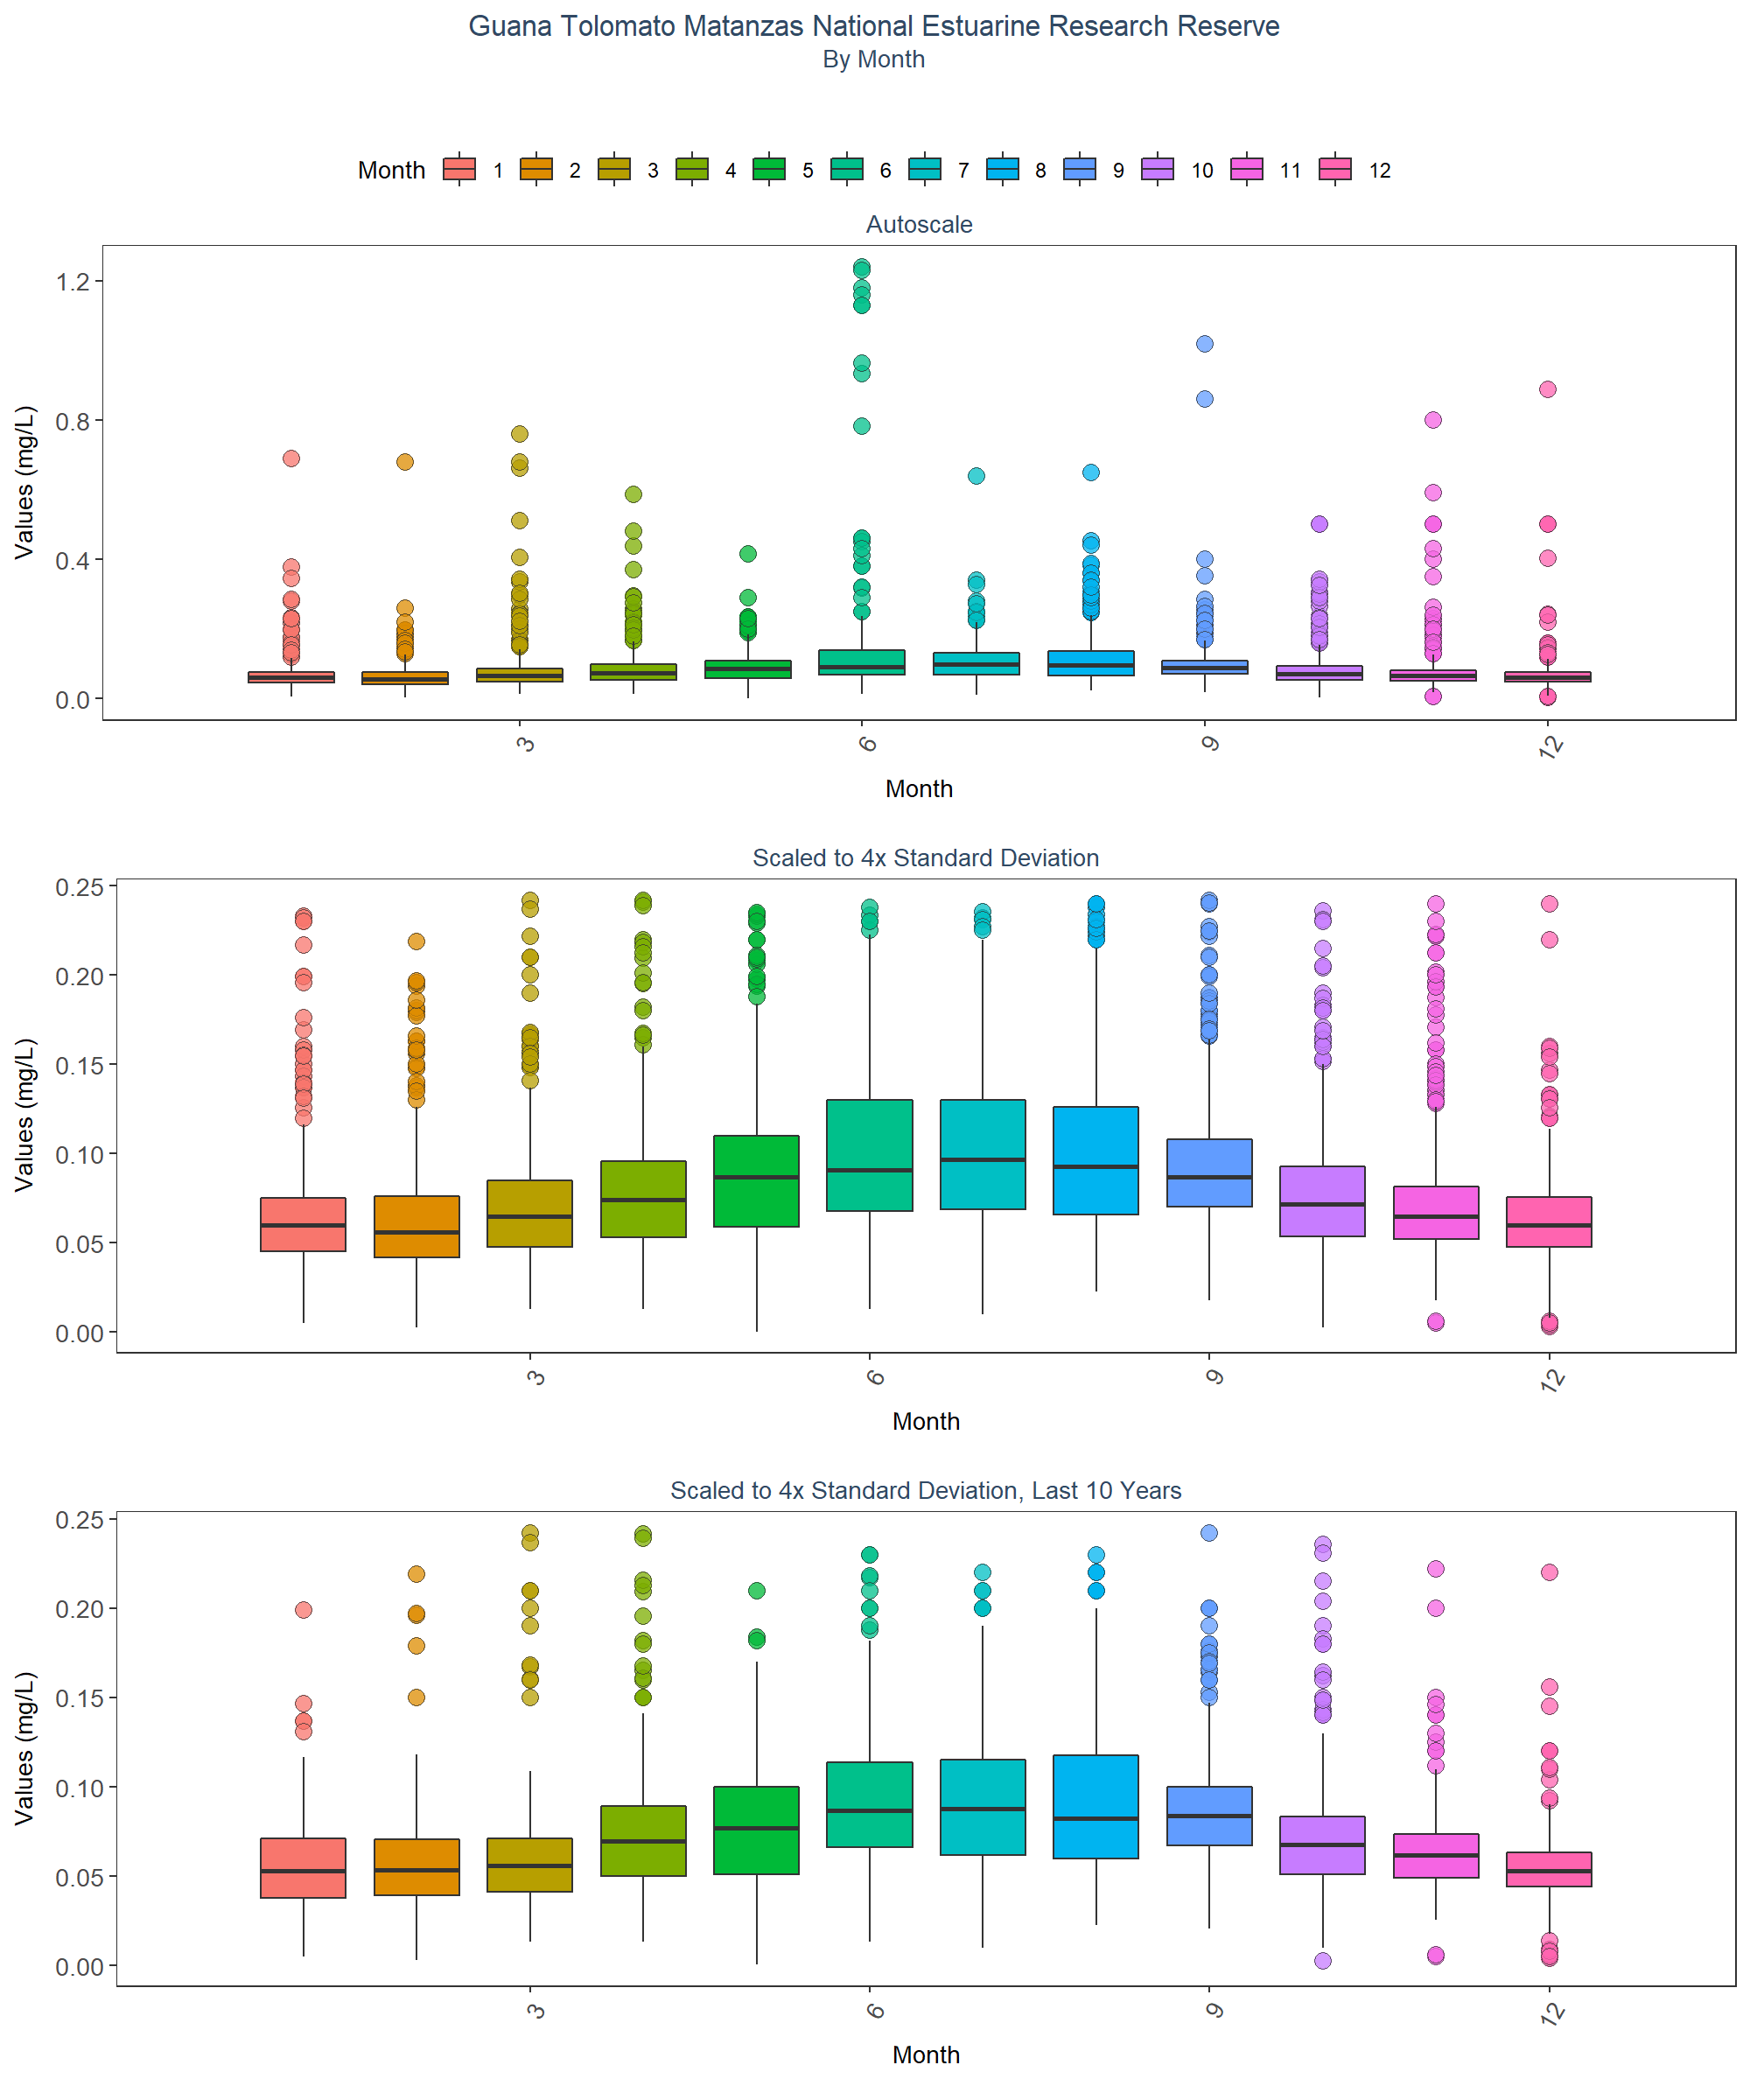 Guana Tolomato Matanzas National Estuarine Research Reserve
By Month
Month 1 2 3 4 5 6 7 8 9 10 11 12
Autoscale
Values (mg/L)
1.2
0.8
0.4
0.0
3 6 9 12
Month
Scaled to 4x Standard Deviation
Values (mg/L)
0.25
0.20
0.15
0.10
0.05
0.00
3 6 9 12
Month
Scaled to 4x Standard Deviation, Last 10 Years
Values (mg/L)
0.25
0.20
0.15
0.10
0.05
0.00
3 6 9 12
Month